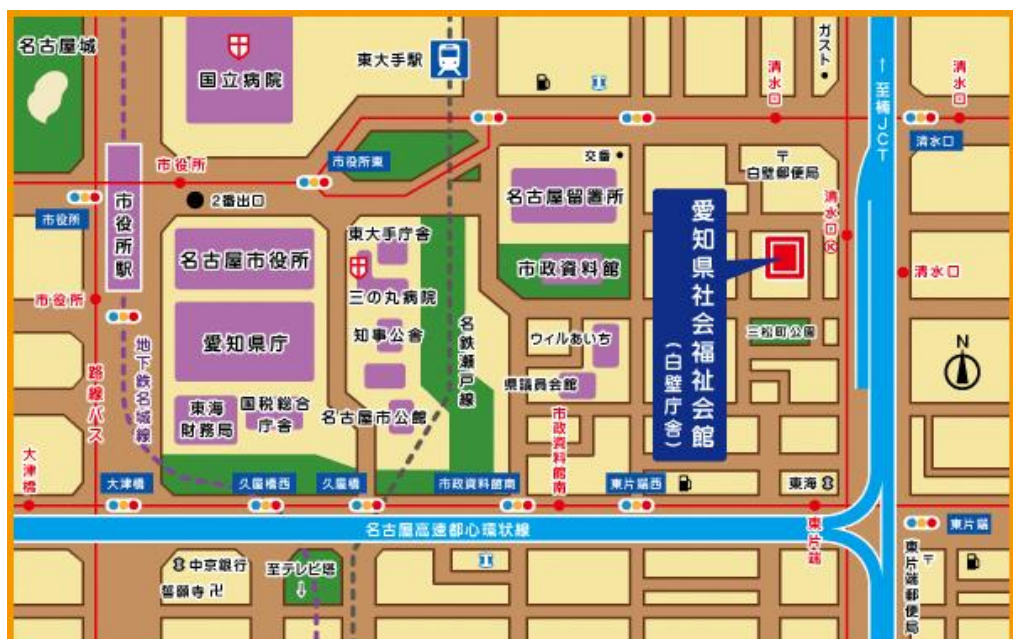 名古屋城
国立病院
東大手駅
ガスト
清水口
清水口
↑至楠JCT
清水口
市役所
市役所東
交番
〒
白壁郵便局
市役所
市役所駅
2番出口
名古屋留置所
愛知県社会福祉会館
(白壁庁舎)
清水口
名古屋市役所
東大手庁舎
市政資料館
清水口
三の丸病院
市役所
愛知県庁
知事公舎
名鉄瀬戸線
ウィルあいち
三松町公園
N
地下鉄名城線
路線バス
県議員会館
東海
財務局
国税総合
庁舎
名古屋市公館
市政資料館南
大津橋
大津橋
久屋橋西
久屋橋
市政資料館南
東片端西
東海
名古屋高速都心環状線
東片端
東片端
中京銀行
誓願寺卍
至テレビ塔
↓
〒
東片端郵便局